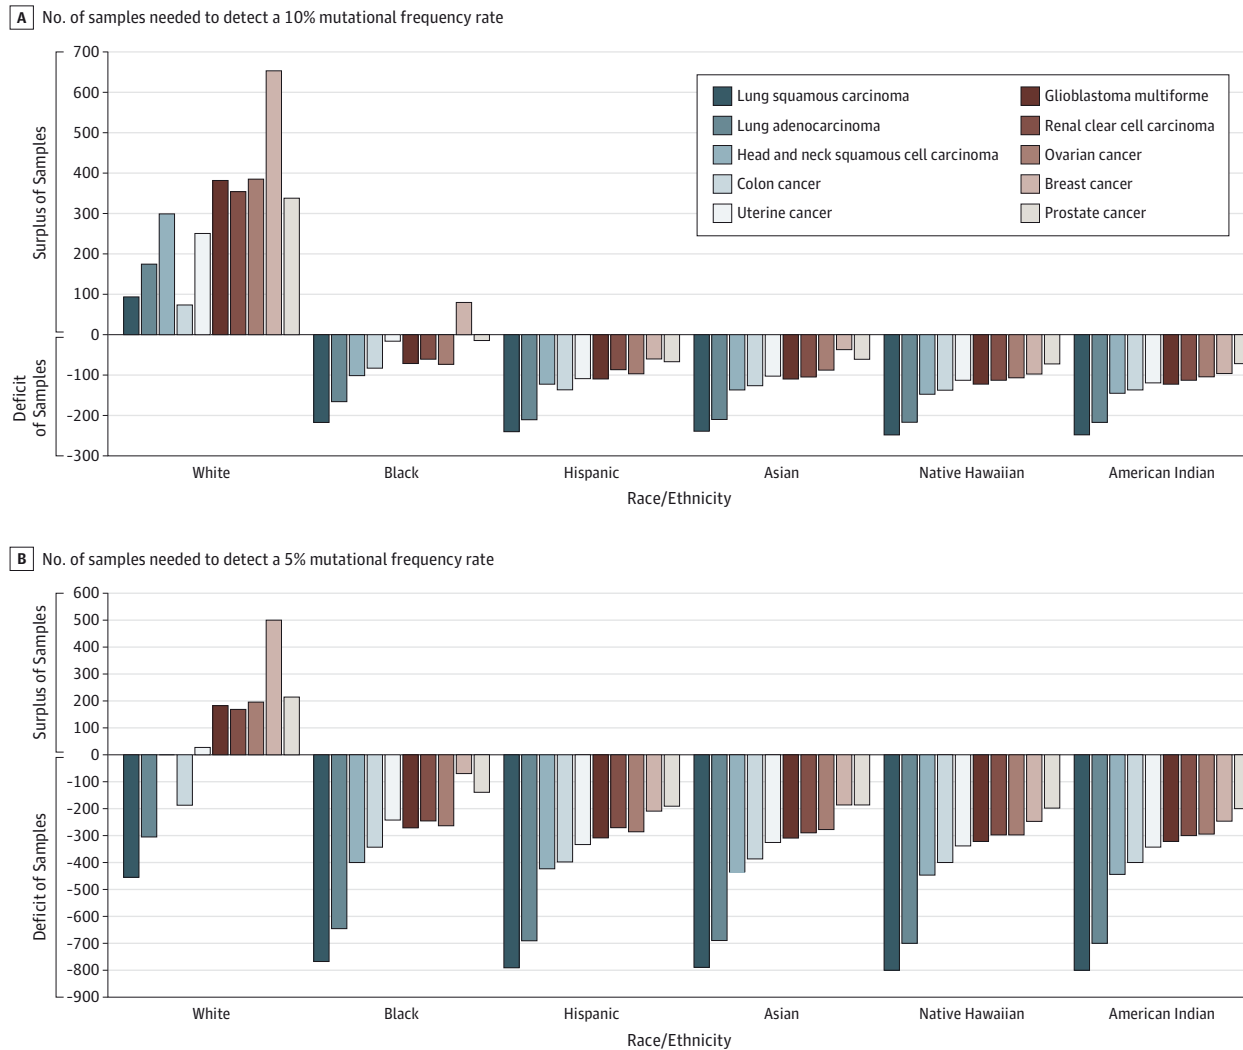 A No. of samples needed to detect a 10% mutational frequency rate
700
600
500
400
300
200
100
0
-100
-200
-300
Surplus of Samples
Deficit
of Samples
Lung squamous carcinoma
Lung adenocarcinoma
Head and neck squamous cell carcinoma
Colon cancer
Uterine cancer
Glioblastoma multiforme
Renal clear cell carcinoma
Ovarian cancer
Breast cancer
Prostate cancer
White Black Hispanic Asian Native Hawaiian American Indian
Race/Ethnicity
B No. of samples needed to detect a 5% mutational frequency rate
600
500
400
300
200
100
0
-100
-200
-300
-400
-500
-600
-700
-800
-900
Surplus of Samples
Deficit of Samples
White Black Hispanic Asian Native Hawaiian American Indian
Race/Ethnicity